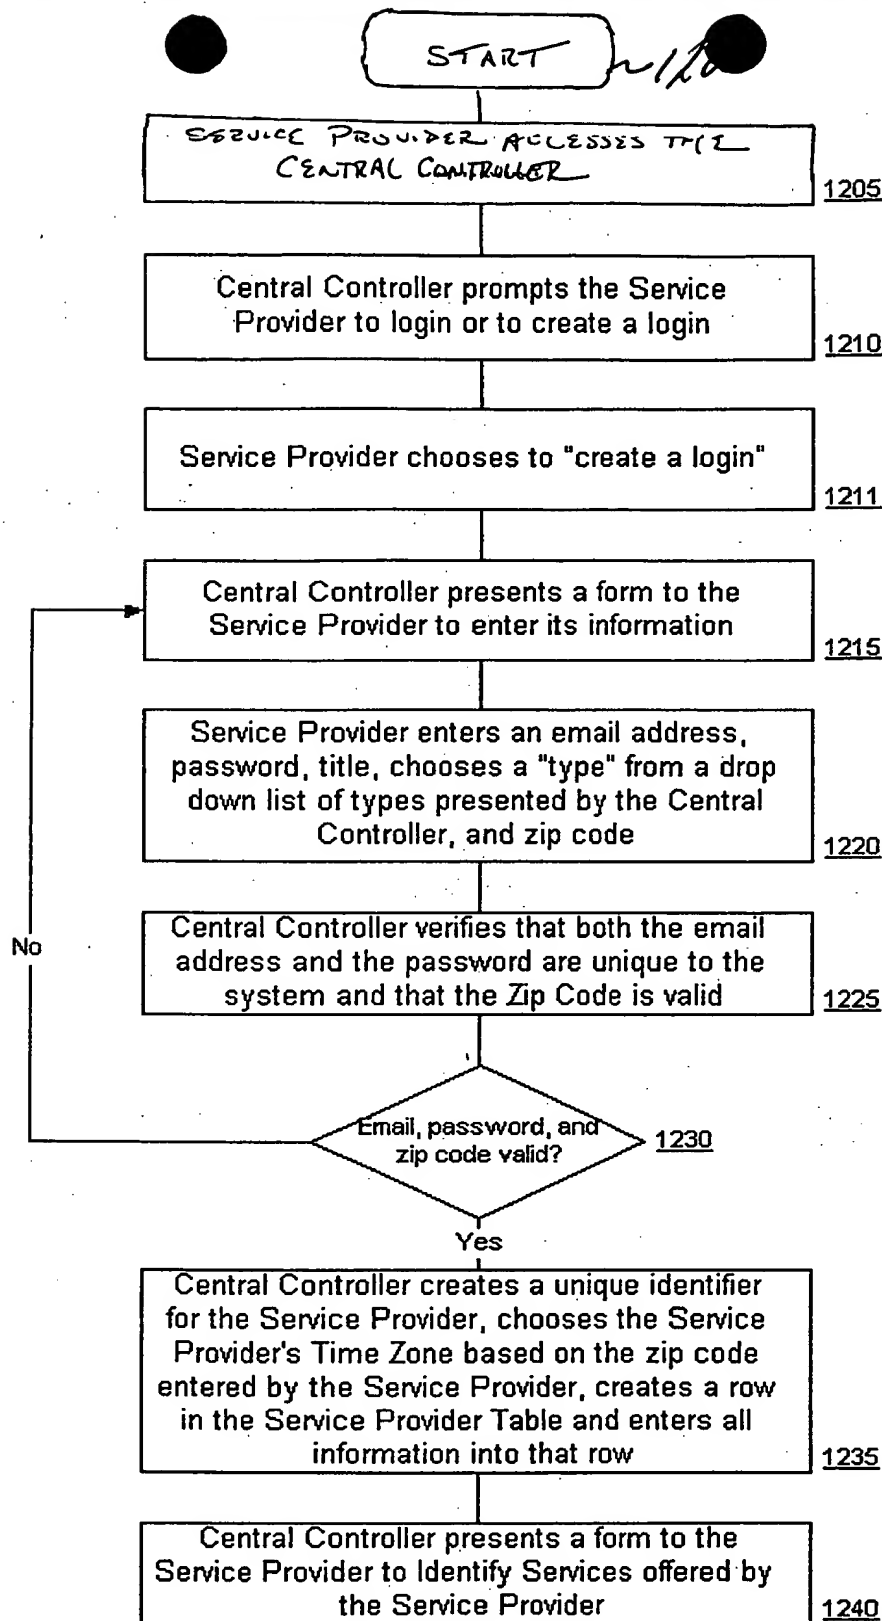 START
SERVICE PROVIDER ACCESSES THE
CENTRAL CONTROLLER
1205
Central Controller prompts the Service
Provider to login or to create a login
1210
Service Provider chooses to "create a login"
1211
Central Controller presents a form to the
Service Provider to enter its information
1215
Service Provider enters an email address,
password, title, chooses a "type" from a drop
down list of types presented by the Central
Controller, and zip code
1220
Central Controller verifies that both the email
address and the password are unique to the
system and that the Zip Code is valid
1225
No
Email, password, and
zip code valid?
1230
Yes
Central Controller creates a unique identifier
for the Service Provider, chooses the Service
Provider's Time Zone based on the zip code
entered by the Service Provider, creates a row
in the Service Provider Table and enters all
information into that row
1235
Central Controller presents a form to the
Service Provider to Identify Services offered by
the Service Provider
1240